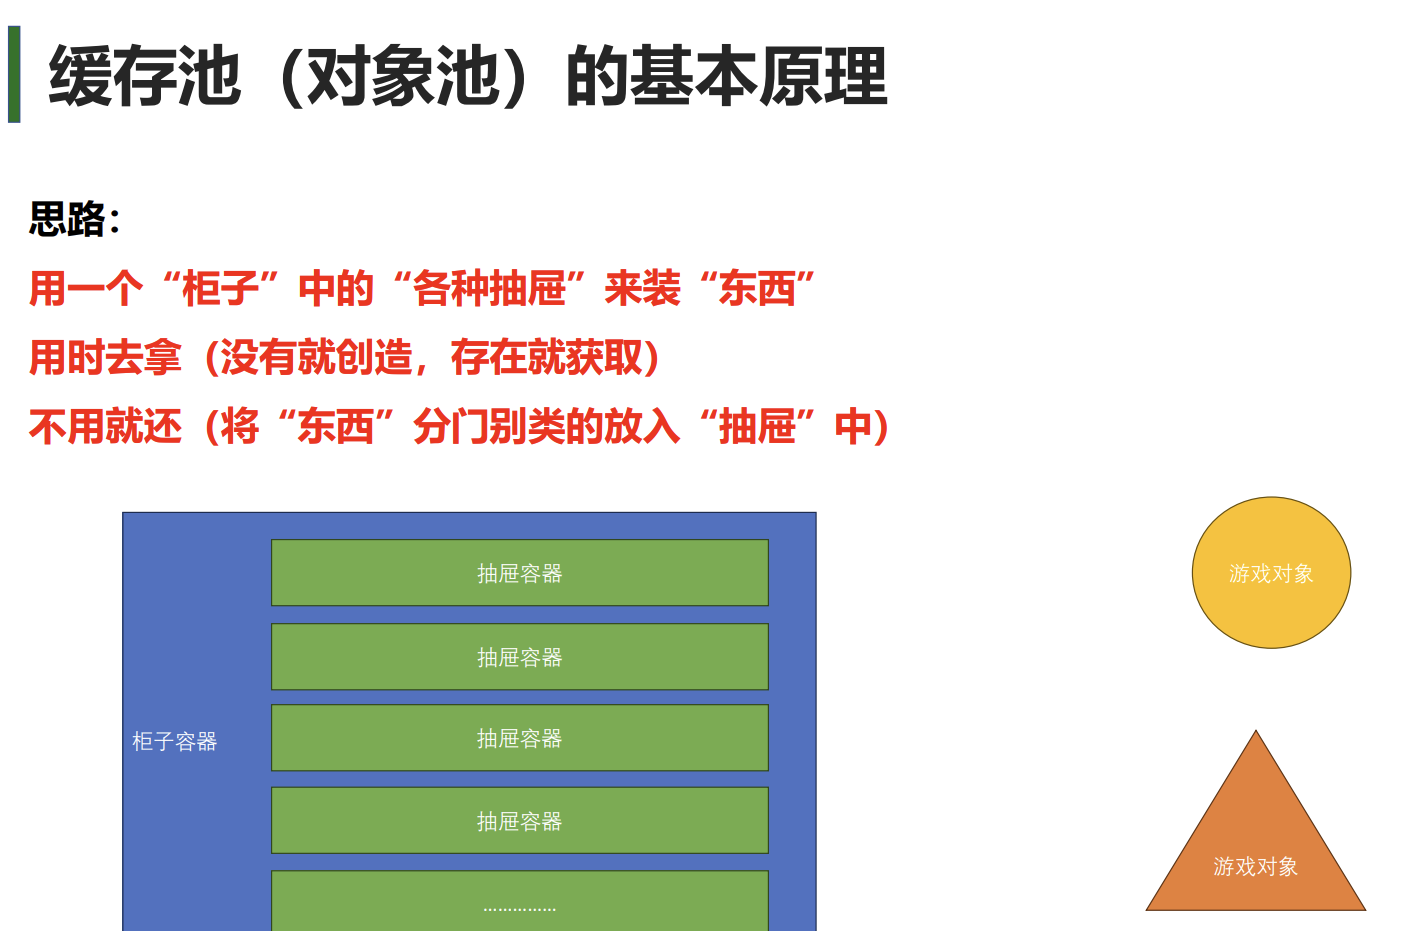 缓存池（对象池）的基本原理
思路：
用一个“柜子”中的“各种抽屉”来装“东西”
用时去拿（没有就创造，存在就获取）
不用就还（将“东西”分门别类的放入“抽屉”中）
抽屉容器
游戏对象
抽屉容器
抽屉容器
柜子容器
抽屉容器
游戏对象
……………